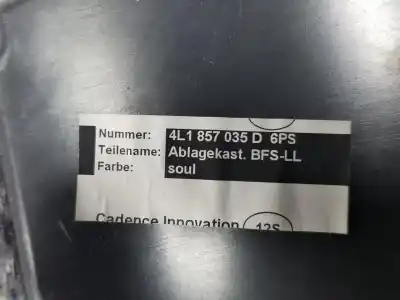 Nummer: 4L1 857 035 D 6PS
Teilename: Ablagekast. BFS-LL
Farbe: soul
Cadence Innovation 12S